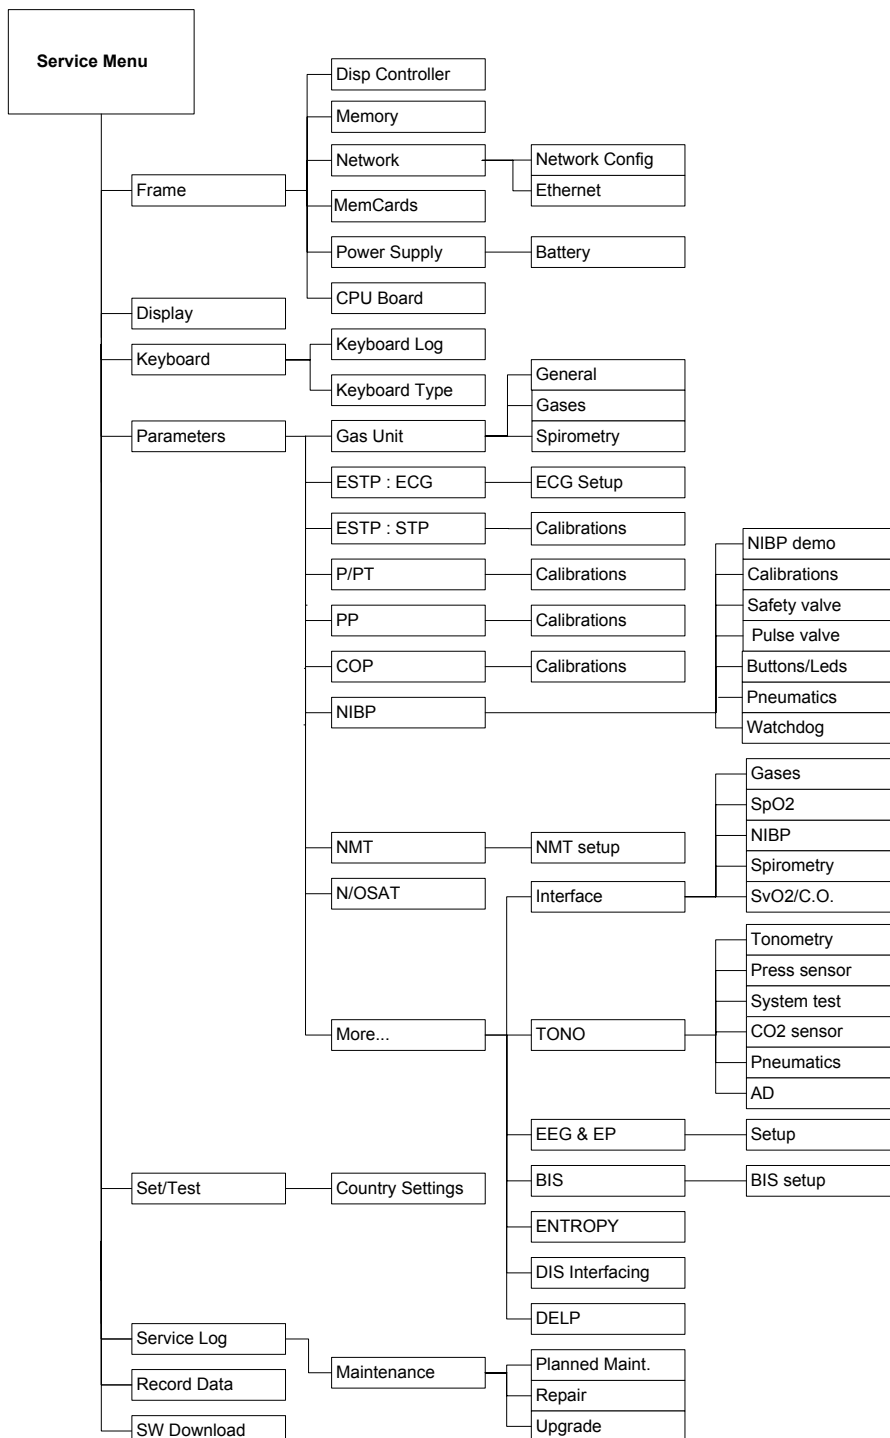 Service Menu
Frame
Disp Controller
Memory
Network
Network Config
Ethernet
MemCards
Power Supply
Battery
CPU Board
Display
Keyboard
Keyboard Log
Keyboard Type
Parameters
Gas Unit
General
Gases
Spirometry
ESTP : ECG
ECG Setup
ESTP : STP
Calibrations
P/PT
Calibrations
PP
Calibrations
COP
Calibrations
NIBP
NIBP demo
Calibrations
Safety valve
Pulse valve
Buttons/Leds
Pneumatics
Watchdog
NMT
NMT setup
N/OSAT
More...
Interface
Gases
SpO2
NIBP
Spirometry
SvO2/C.O.
TONO
Tonometry
Press sensor
System test
CO2 sensor
Pneumatics
AD
EEG & EP
Setup
BIS
BIS setup
ENTROPY
DIS Interfacing
DELP
Set/Test
Country Settings
Service Log
Maintenance
Planned Maint.
Repair
Upgrade
Record Data
SW Download